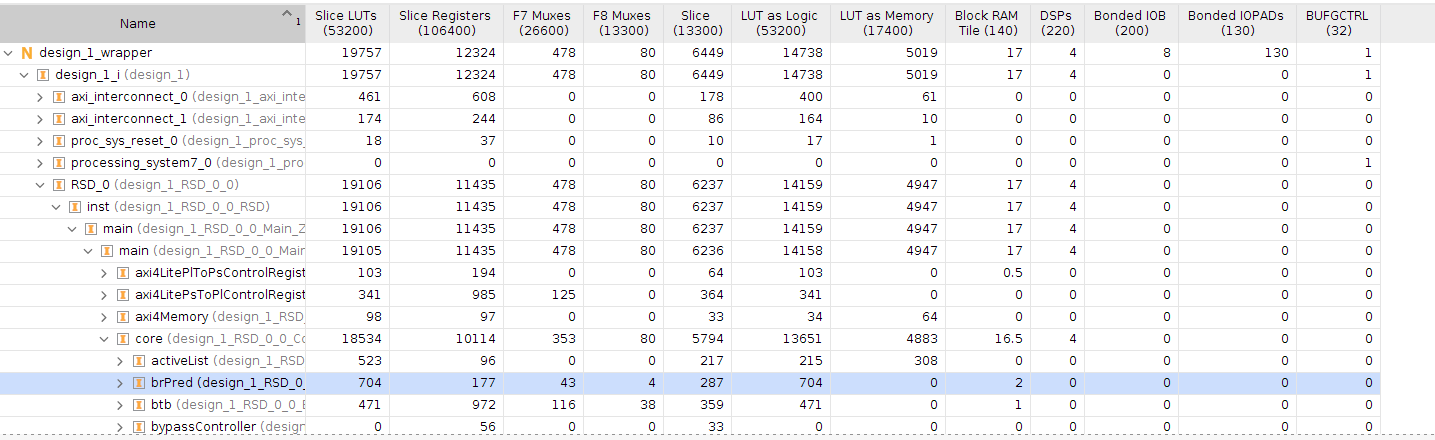 Name 1 Slice LUTs (53200) Slice Registers (106400) F7 Muxes (26600) F8 Muxes (13300) Slice (13300) LUT as Logic (53200) LUT as Memory (17400) Block RAM Tile (140) DSPs (220) Bonded IOB (200) Bonded IOPADs (130) BUFGCTRL (32)
N design_1_wrapper 19757 12324 478 80 6449 14738 5019 17 4 8 130 1
design_1_i (design_1) 19757 12324 478 80 6449 14738 5019 17 4 0 0 1
axi_interconnect_0 (design_1_axi_inte 461 608 0 0 178 400 61 0 0 0 0 0
axi_interconnect_1 (design_1_axi_inte 174 244 0 0 86 164 10 0 0 0 0 0
proc_sys_reset_0 (design_1_proc_sys_ 18 37 0 0 10 17 1 0 0 0 0 0
processing_system7_0 (design_1_pro 0 0 0 0 0 0 0 0 0 0 0 1
RSD_0 (design_1_RSD_0_0) 19106 11435 478 80 6237 14159 4947 17 4 0 0 0
inst (design_1_RSD_0_0_RSD) 19106 11435 478 80 6237 14159 4947 17 4 0 0 0
main (design_1_RSD_0_0_Main_Z 19106 11435 478 80 6237 14159 4947 17 4 0 0 0
main (design_1_RSD_0_0_Main 19105 11435 478 80 6236 14158 4947 17 4 0 0 0
axi4LitePlToPsControlRegist 103 194 0 0 64 103 0 0.5 0 0 0 0
axi4LitePsToPlControlRegist 341 985 125 0 364 341 0 0 0 0 0 0
axi4Memory (design_1_RSD_ 98 97 0 0 33 34 64 0 0 0 0 0
core (design_1_RSD_0_0_Co 18534 10114 353 80 5794 13651 4883 16.5 4 0 0 0
activeList (design_1_RSD 523 96 0 0 217 215 308 0 0 0 0 0
brPred (design_1_RSD_0_ 704 177 43 4 287 704 0 2 0 0 0 0
btb (design_1_RSD_0_0_B 471 972 116 38 359 471 0 1 0 0 0 0
bypassController (design 0 56 0 0 33 0 0 0 0 0 0 0